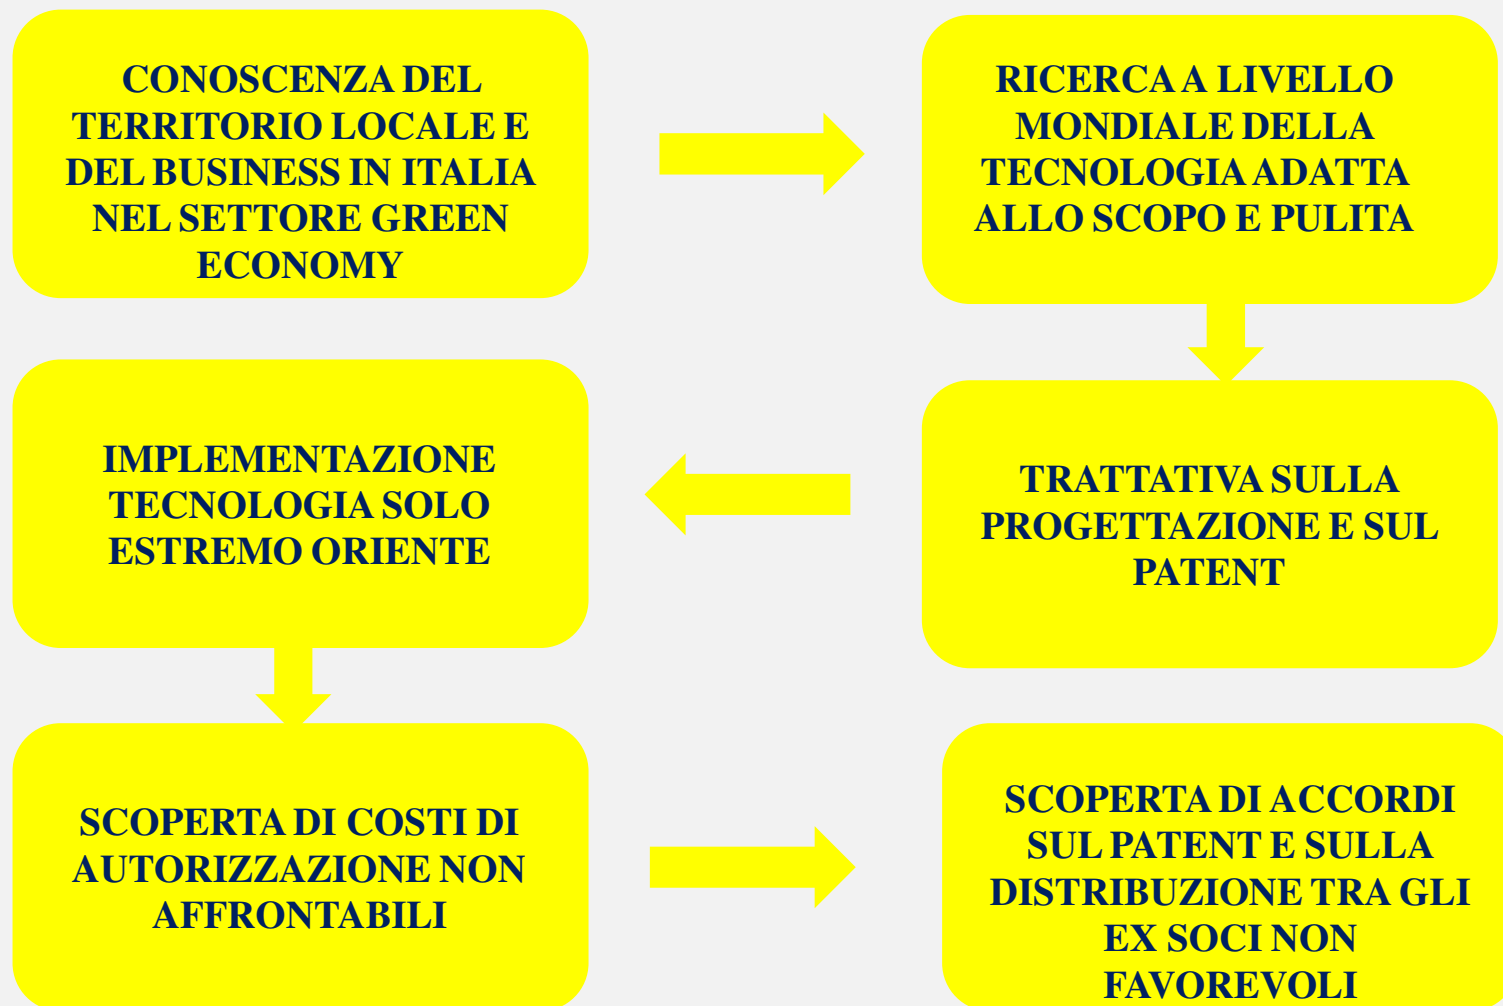 CONOSCENZA DEL
TERRITORIO LOCALE E
DEL BUSINESS IN ITALIA
NEL SETTORE GREEN
ECONOMY
RICERCA A LIVELLO
MONDIALE DELLA
TECNOLOGIA ADATTA
ALLO SCOPO E PULITA
TRATTATIVA SULLA
PROGETTAZIONE E SUL
PATENT
IMPLEMENTAZIONE
TECNOLOGIA SOLO
ESTREMO ORIENTE
SCOPERTA DI COSTI DI
AUTORIZZAZIONE NON
AFFRONTABILI
SCOPERTA DI ACCORDI
SUL PATENT E SULLA
DISTRIBUZIONE TRA GLI
EX SOCI NON
FAVOREVOLI